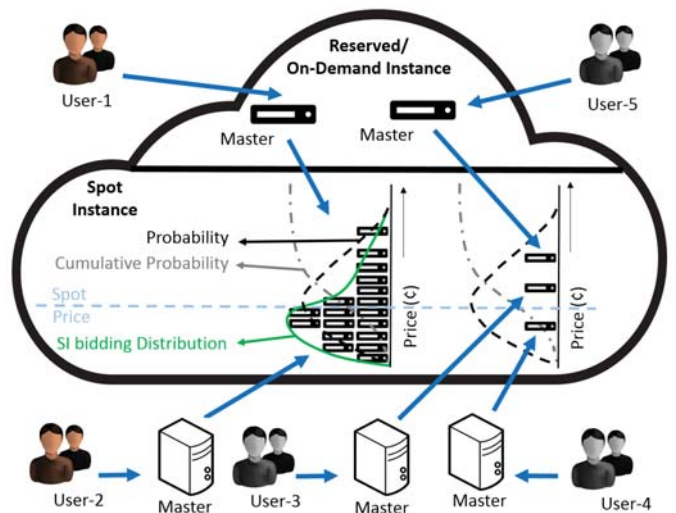 Reserved/
On-Demand Instance
User-1
User-5
Master
Master
Spot
Instance
Probability
Cumulative Probability
Spot
Price
SI bidding Distribution
Price (¢)
Price (¢)
User-2
Master
User-3
Master
Master
User-4